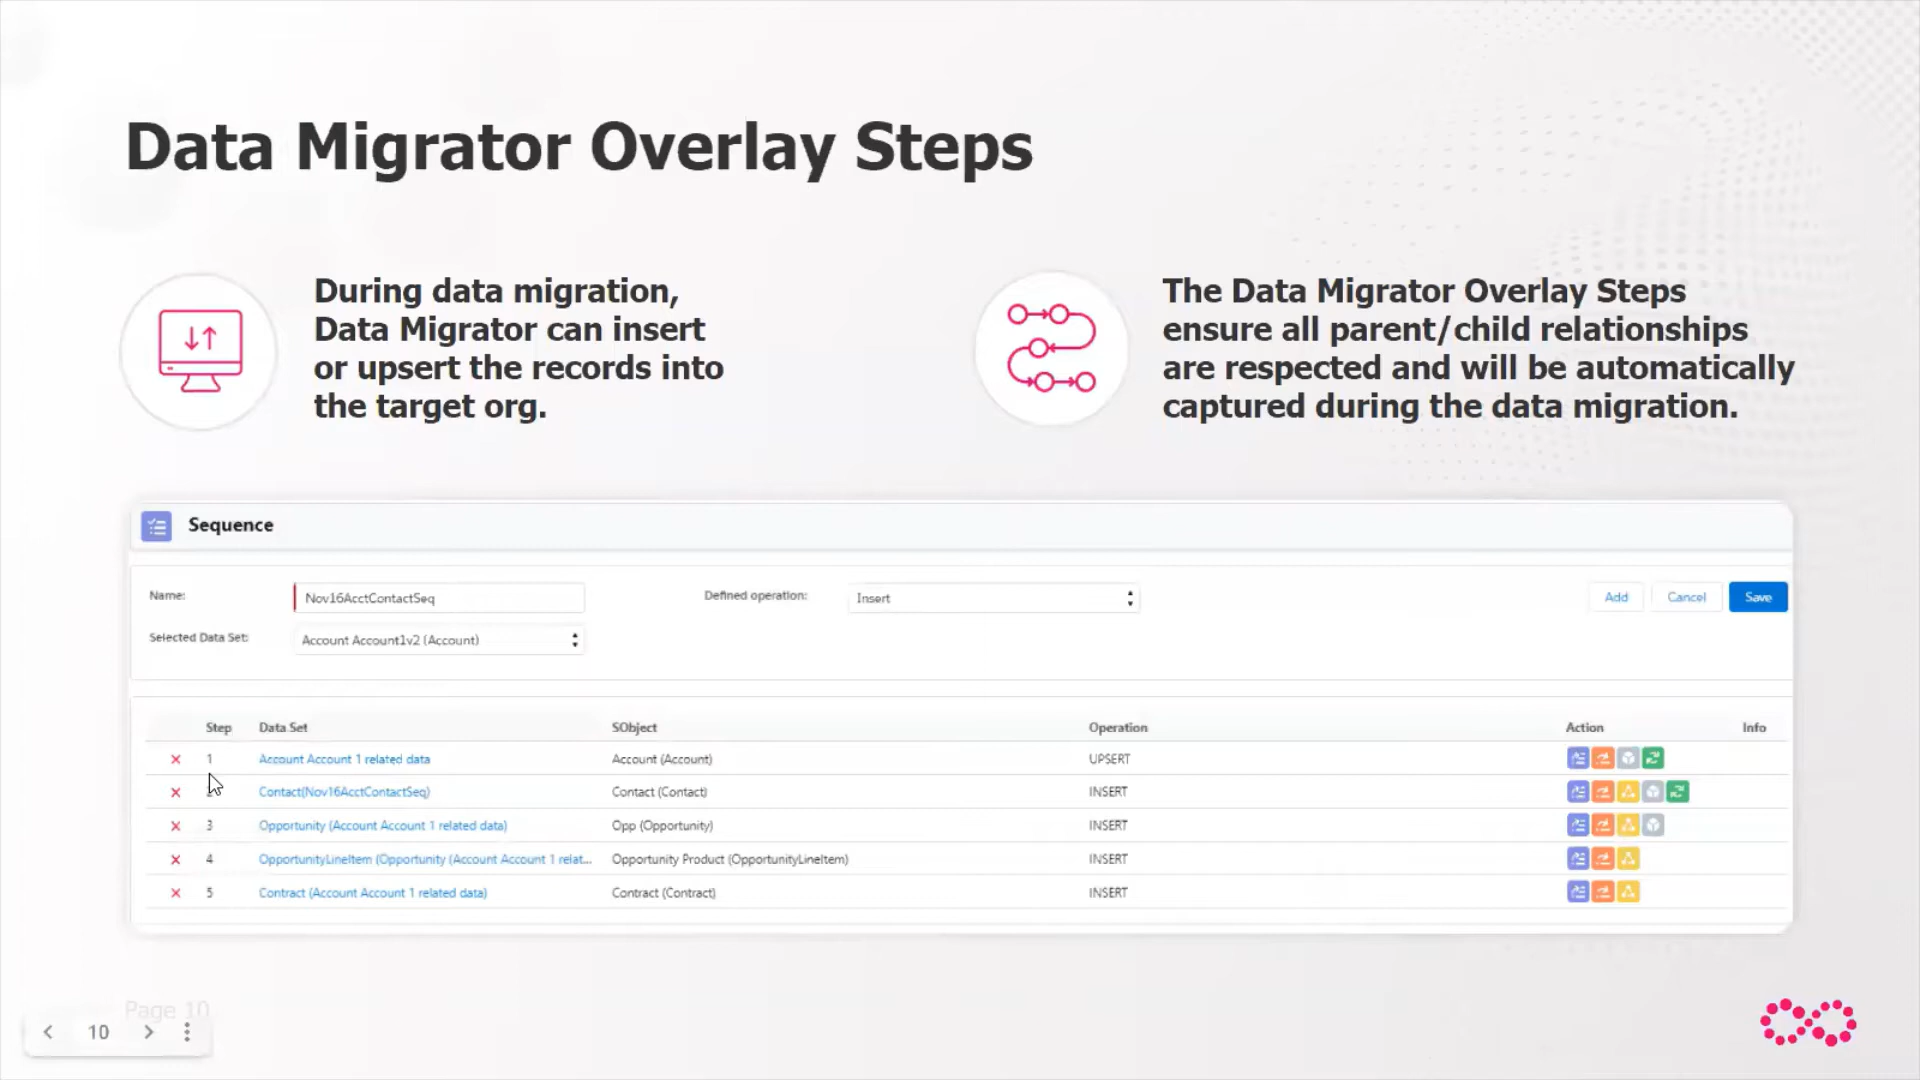 Data Migrator Overlay Steps
During data migration,
Data Migrator can insert
or upsert the records into
the target org.
The Data Migrator Overlay Steps
ensure all parent/child relationships
are respected and will be automatically
captured during the data migration.
Sequence
Name: Nov16AcctContactSeq Defined operation: Insert Add Cancel Save
Selected Data Set: Account Account1v2 (Account)
Step Data Set SObject Operation Action Info
1 Account Account 1 related data Account (Account) UPSERT
Contact(Nov16AcctContactSeq) Contact (Contact) INSERT
3 Opportunity (Account Account 1 related data) Opp (Opportunity) INSERT
4 OpportunityLineItem (Opportunity (Account Account 1 relat... Opportunity Product (OpportunityLineItem) INSERT
5 Contract (Account Account 1 related data) Contract (Contract) INSERT
Page 10
10